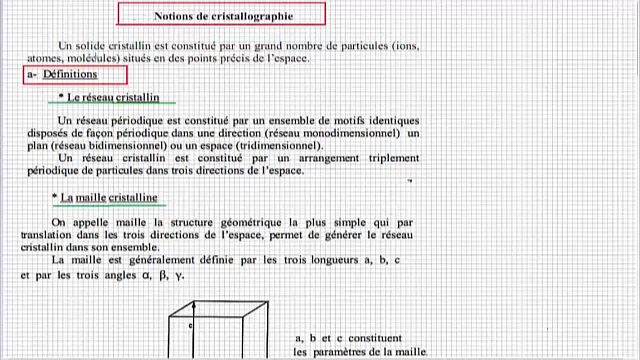 Notions de cristallographie
Un solide cristallin est constitué par un grand nombre de particules (ions,
atomes, molécules) situés en des points précis de l'espace.
a- Définitions
* Le réseau cristallin
Un réseau périodique est constitué par un ensemble de motifs identiques
disposés de façon périodique dans une direction (réseau monodimensionnel) un
plan (réseau bidimensionnel) ou un espace (tridimensionnel).
Un réseau cristallin est constitué par un arrangement triplement
périodique de particules dans trois directions de l'espace.
* La maille cristalline
On appelle maille la structure géométrique la plus simple qui par
translation dans les trois directions de l'espace, permet de générer le réseau
cristallin dans son ensemble.
La maille est généralement définie par les trois longueurs a, b, c
et par les trois angles α, β, γ.
c
a, b et c constituent
les paramètres de la maille.